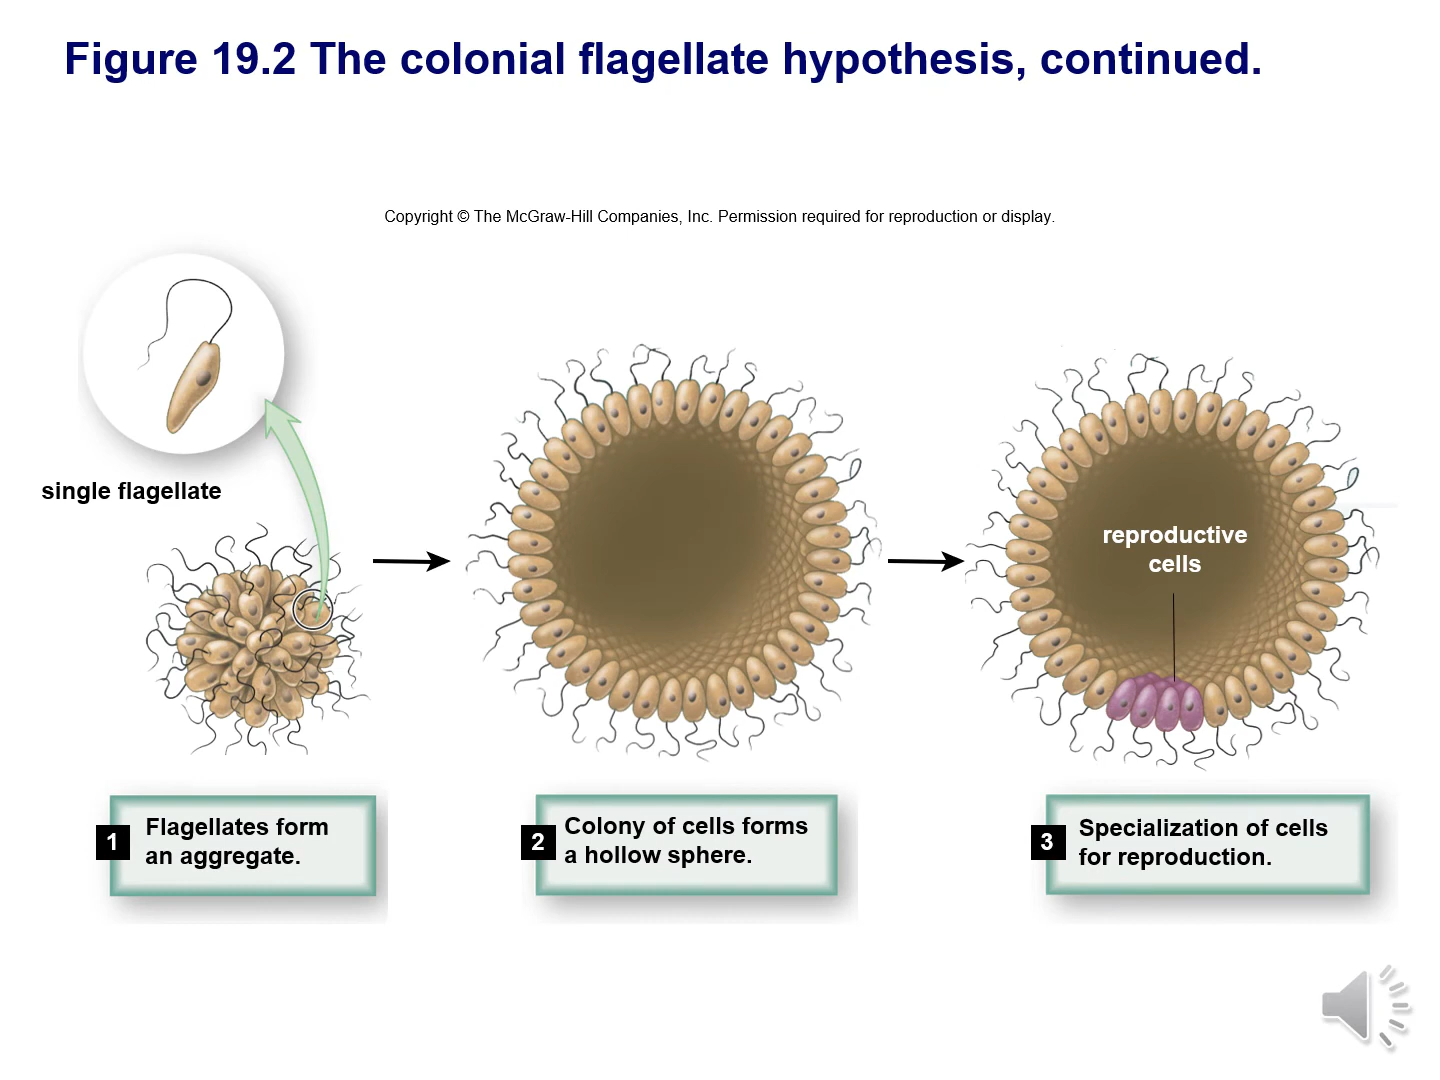 Figure 19.2 The colonial flagellate hypothesis, continued.
Copyright © The McGraw-Hill Companies, Inc. Permission required for reproduction or display.
single flagellate
reproductive
cells
1
Flagellates form
an aggregate.
2
Colony of cells forms
a hollow sphere.
3
Specialization of cells
for reproduction.